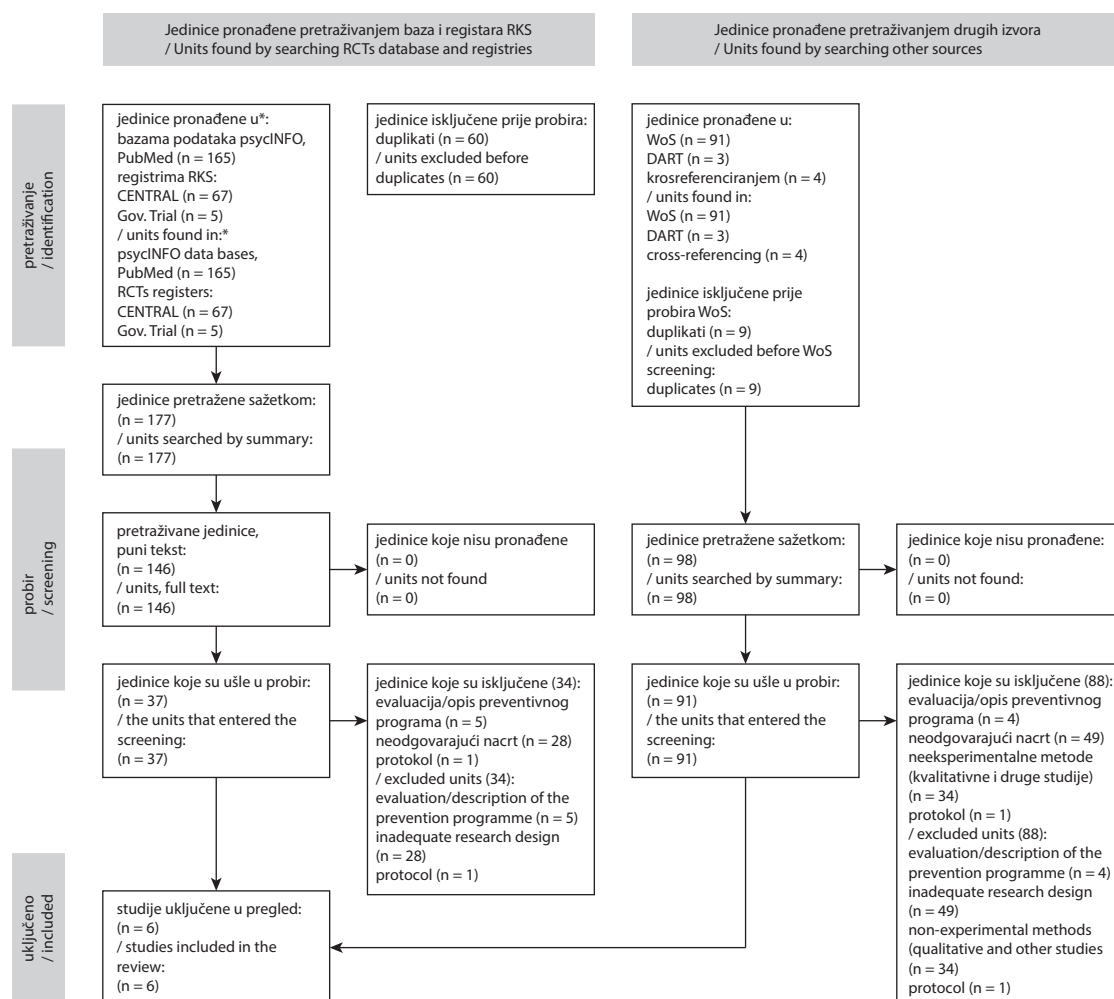 Jedinice pronađene pretraživanjem baza i registara RKS
/ Units found by searching RCTs database and registries
Jedinice pronađene pretraživanjem drugih izvora
/ Units found by searching other sources
pretraživanje
/ identification
jedinice pronađene u*:
bazama podataka psycINFO,
PubMed (n = 165)
registrima RKS:
CENTRAL (n = 67)
Gov. Trial (n = 5)
/ units found in:*
psycINFO data bases,
PubMed (n = 165)
RCTs registers:
CENTRAL (n = 67)
Gov. Trial (n = 5)
jedinice isključene prije probira:
duplikati (n = 60)
/ units excluded before
duplicates (n = 60)
jedinice pronađene u:
WoS (n = 91)
DART (n = 3)
krosreferenciranjem (n = 4)
/ units found in:
WoS (n = 91)
DART (n = 3)
cross-referencing (n = 4)
jedinice isključene prije
probira WoS:
duplikati (n = 9)
/ units excluded before WoS
screening:
duplicates (n = 9)
jedinice pretražene sažetkom:
(n = 177)
/ units searched by summary:
(n = 177)
probir
/ screening
pretraživane jedinice,
puni tekst:
(n = 146)
/ units, full text:
(n = 146)
jedinice koje nisu pronađene
(n = 0)
/ units not found
(n = 0)
jedinice pretražene sažetkom:
(n = 98)
/ units searched by summary:
(n = 98)
jedinice koje nisu pronađene:
(n = 0)
/ units not found:
(n = 0)
jedinice koje su ušle u probir:
(n = 37)
/ the units that entered the
screening:
(n = 37)
jedinice koje su isključene (34):
evaluacija/opis preventivnog
programa (n = 5)
neodgovarajući nacrt (n = 28)
protokol (n = 1)
/ excluded units (34):
evaluation/description of the
prevention programme (n = 5)
inadequate research design
(n = 28)
protocol (n = 1)
jedinice koje su ušle u probir:
(n = 91)
/ the units that entered the
screening:
(n = 91)
jedinice koje su isključene (88):
evaluacija/opis preventivnog
programa (n = 4)
neodgovarajući nacrt (n = 49)
neeksperimentalne metode
(kvalitativne i druge studije)
(n = 34)
protokol (n = 1)
/ excluded units (88):
evaluation/description of the
prevention programme (n = 4)
inadequate research design
(n = 49)
non-experimental methods
(qualitative and other studies
(n = 34)
protocol (n = 1)
uključeno
/ included
studije uključene u pregled:
(n = 6)
/ studies included in the
review:
(n = 6)